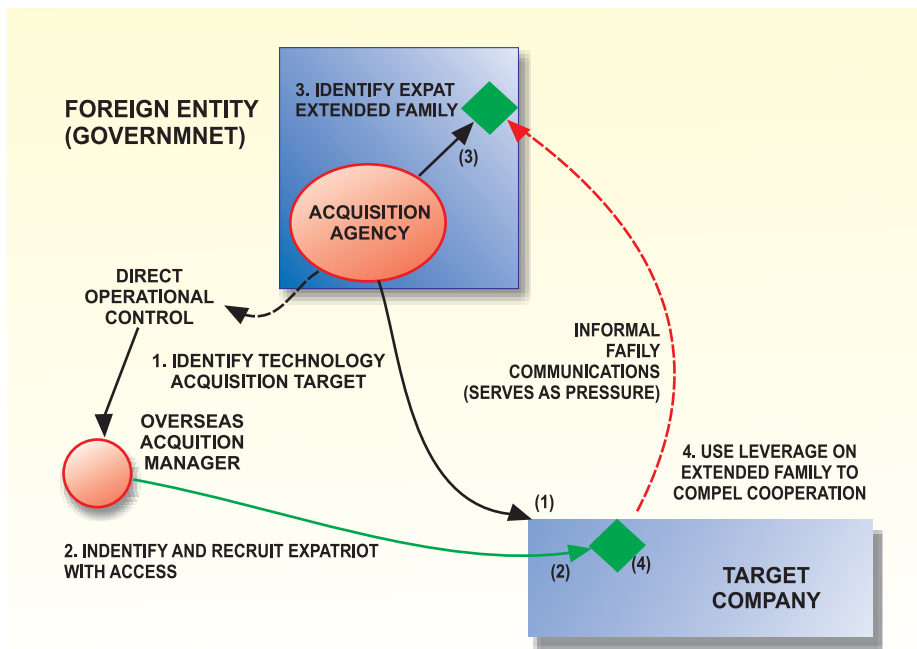 FOREIGN ENTITY
(GOVERNMNET)
3. IDENTIFY EXPAT
EXTENDED FAMILY
(3)
ACQUISITION
AGENCY
DIRECT
OPERATIONAL
CONTROL
1. IDENTIFY TECHNOLOGY
ACQUISITION TARGET
INFORMAL
FAFILY
COMMUNICATIONS
(SERVES AS PRESSURE)
OVERSEAS
ACQUITION
MANAGER
4. USE LEVERAGE ON
EXTENDED FAMILY TO
COMPEL COOPERATION
(1)
2. INDENTIFY AND RECRUIT EXPATRIOT
WITH ACCESS
(2)
(4)
TARGET
COMPANY